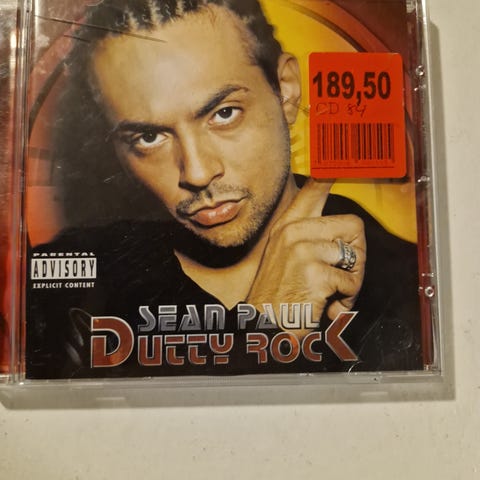 189,50
CD 84
PARENTAL
ADVISORY
EXPLICIT CONTENT
SEAN PAUL
DUTTY ROCK